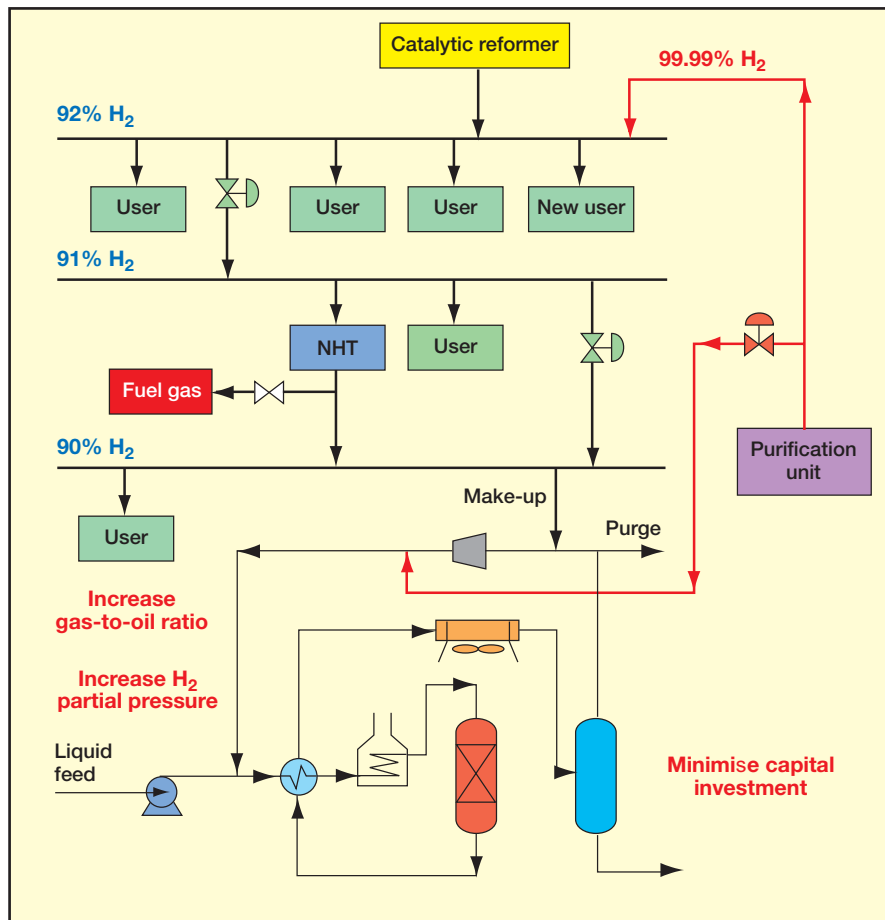 Catalytic reformer
99.99% H₂
92% H₂
User
User
User
New user
91% H₂
NHT
User
Fuel gas
90% H₂
Purification
unit
Make-up
User
Purge
Increase
gas-to-oil ratio
Increase H₂
partial pressure
Liquid
feed
Minimise capital
investment